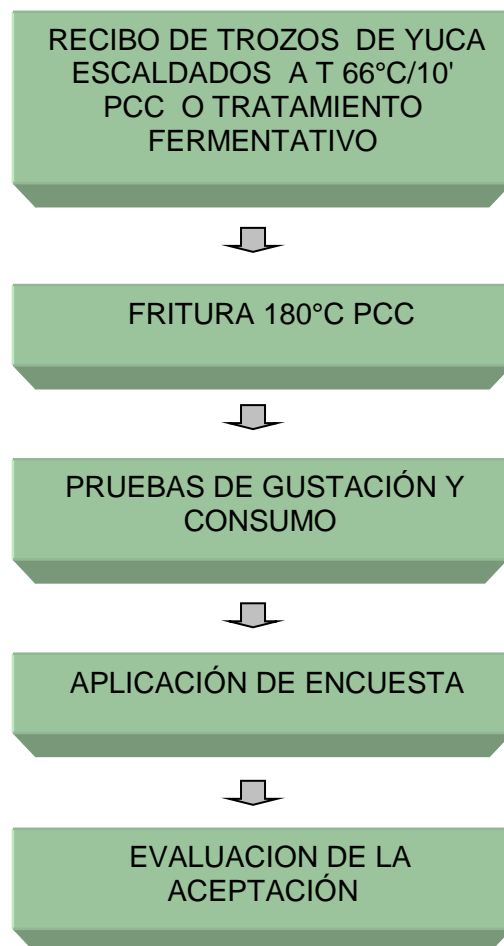 RECIBO DE TROZOS DE YUCA
ESCALDADOS A T 66°C/10'
PCC O TRATAMIENTO
FERMENTATIVO
FRITURA 180°C PCC
PRUEBAS DE GUSTACIÓN Y
CONSUMO
APLICACIÓN DE ENCUESTA
EVALUACION DE LA
ACEPTACIÓN